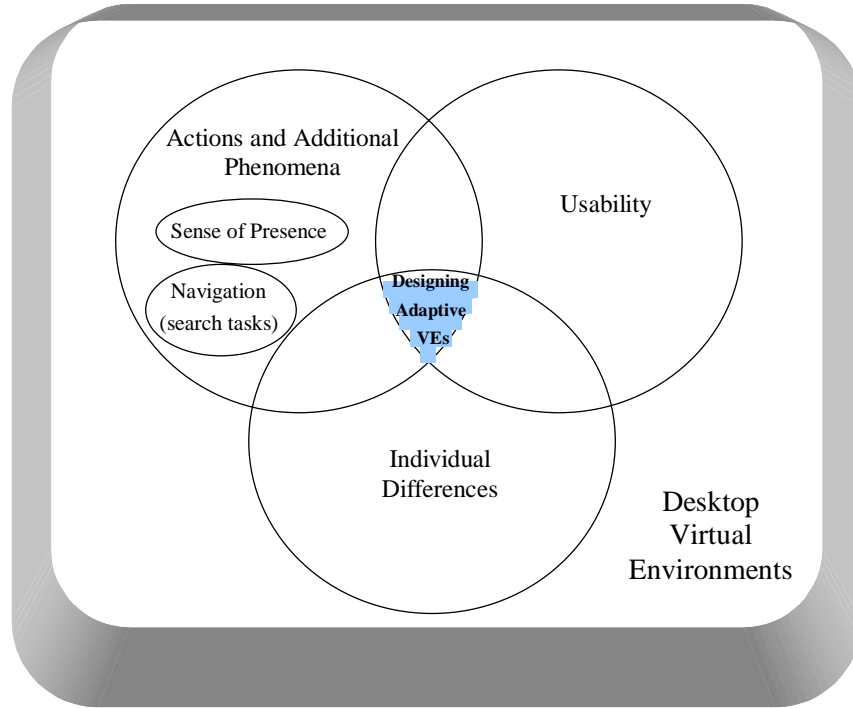 Actions and Additional
Phenomena
Sense of Presence
Navigation
(search tasks)
Usability
Designing
Adaptive
VEs
Individual
Differences
Desktop
Virtual
Environments